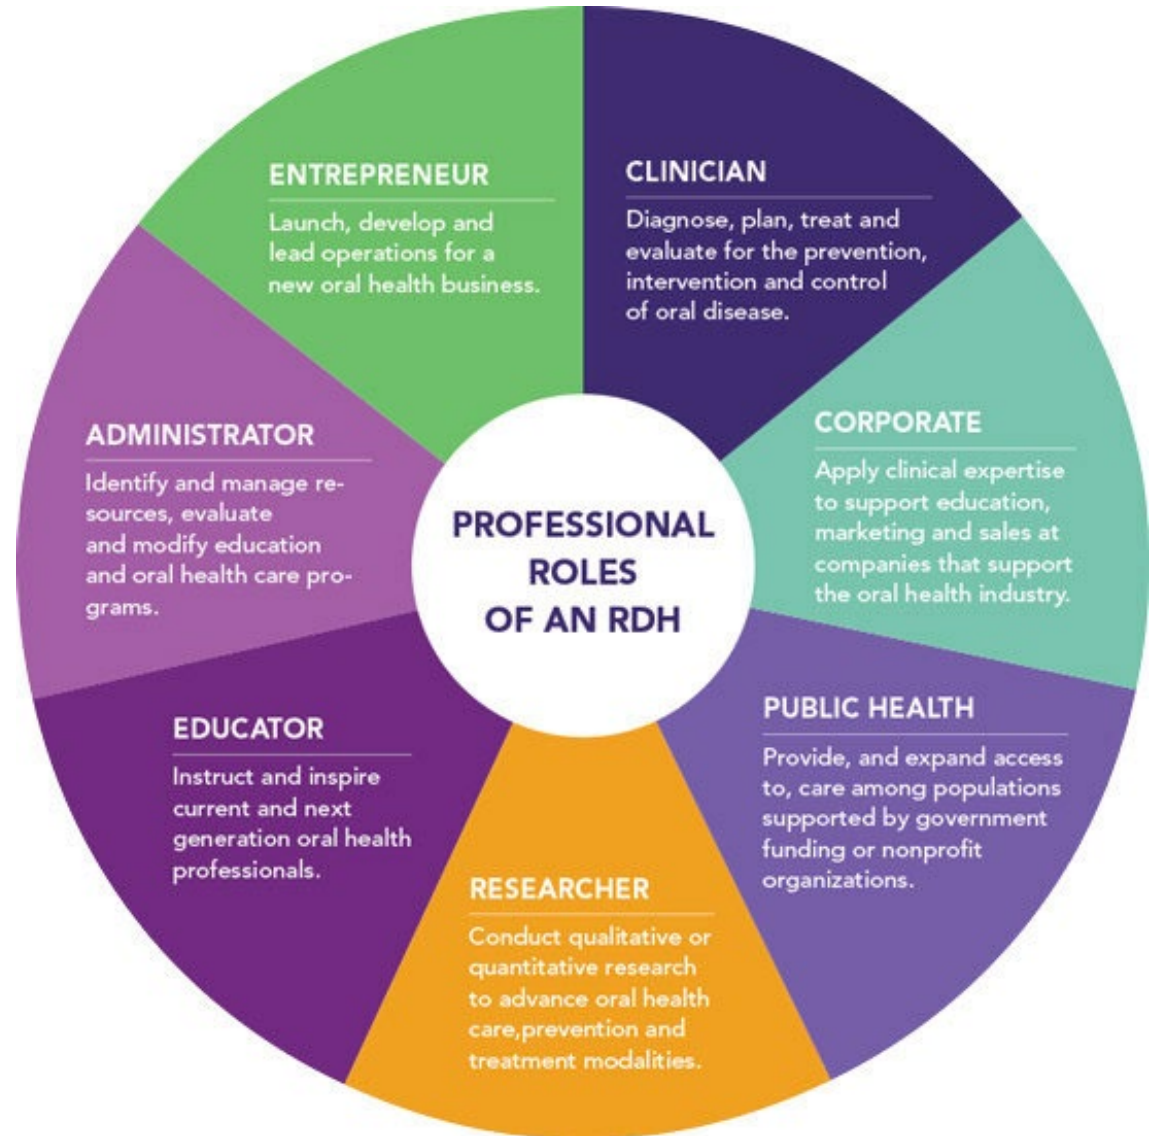 ENTREPRENEUR
Launch, develop and
lead operations for a
new oral health business.
CLINICIAN
Diagnose, plan, treat and
evaluate for the prevention,
intervention and control
of oral disease.
ADMINISTRATOR
Identify and manage re-
sources, evaluate
and modify education
and oral health care pro-
grams.
CORPORATE
Apply clinical expertise
to support education,
marketing and sales at
companies that support
the oral health industry.
PROFESSIONAL
ROLES
OF AN RDH
EDUCATOR
Instruct and inspire
current and next
generation oral health
professionals.
PUBLIC HEALTH
Provide, and expand access
to, care among populations
supported by government
funding or nonprofit
organizations.
RESEARCHER
Conduct qualitative or
quantitative research
to advance oral health
care,prevention and
treatment modalities.